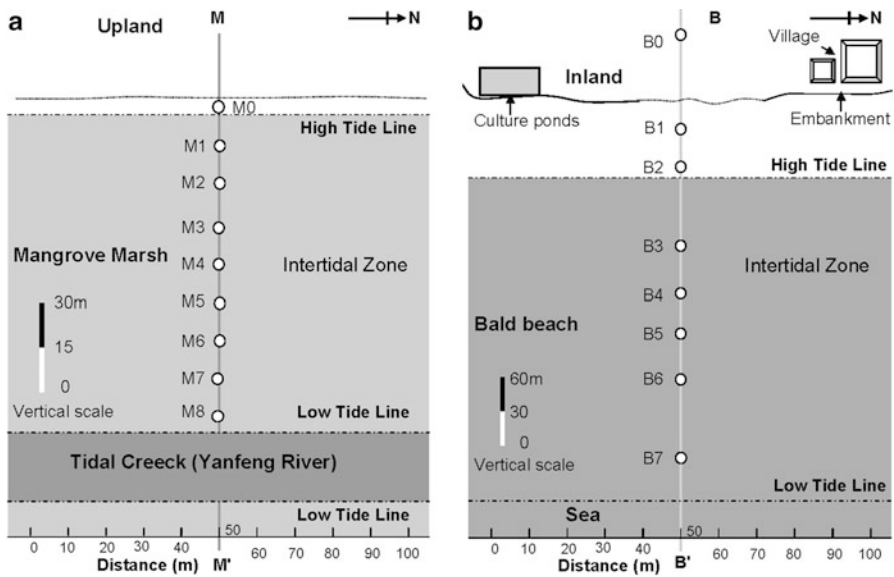 a
Upland
M
N
M0
High Tide Line
M1
M2
M3
Mangrove Marsh
M4
Intertidal Zone
30m
M5
15
M6
0
M7
Vertical scale
M8
Low Tide Line
Tidal Creeck (Yanfeng River)
Low Tide Line
50
0 10 20 30 40 60 70 80 90 100
Distance (m) M'
b
B
N
B0
Village
Inland
Culture ponds
B1
Embankment
B2
High Tide Line
B3
Intertidal Zone
B4
Bald beach
B5
60m
B6
30
0
B7
Vertical scale
Low Tide Line
Sea
50
0 10 20 30 40 60 70 80 90 100
Distance (m) B'